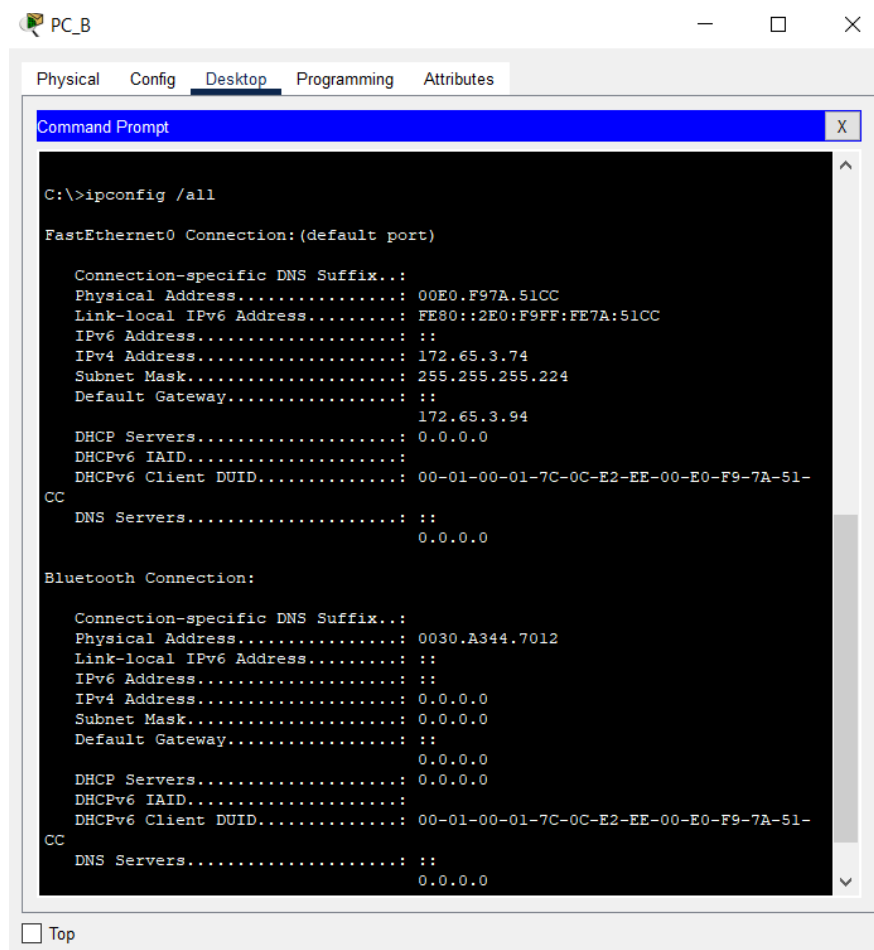 PC_B
Physical Config Desktop Programming Attributes
Command Prompt X
C:\>ipconfig /all
FastEthernet0 Connection:(default port)
Connection-specific DNS Suffix..:
Physical Address................: 00E0.F97A.51CC
Link-local IPv6 Address.........: FE80::2E0:F9FF:FE7A:51CC
IPv6 Address....................: ::
IPv4 Address....................: 172.65.3.74
Subnet Mask.....................: 255.255.255.224
Default Gateway.................: ::
172.65.3.94
DHCP Servers....................: 0.0.0.0
DHCPv6 IAID.....................:
DHCPv6 Client DUID..............: 00-01-00-01-7C-0C-E2-EE-00-E0-F9-7A-51-
CC
DNS Servers.....................: ::
0.0.0.0
Bluetooth Connection:
Connection-specific DNS Suffix..:
Physical Address................: 0030.A344.7012
Link-local IPv6 Address.........: ::
IPv6 Address....................: ::
IPv4 Address....................: 0.0.0.0
Subnet Mask.....................: 0.0.0.0
Default Gateway.................: ::
0.0.0.0
DHCP Servers....................: 0.0.0.0
DHCPv6 IAID.....................:
DHCPv6 Client DUID..............: 00-01-00-01-7C-0C-E2-EE-00-E0-F9-7A-51-
CC
DNS Servers.....................: ::
0.0.0.0
Top